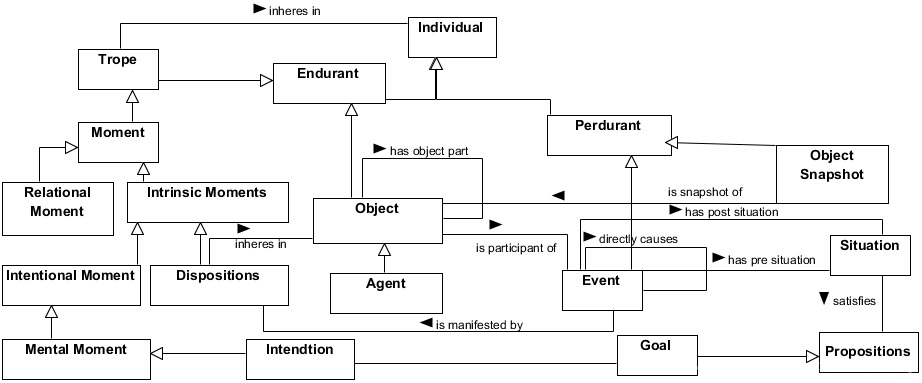 inheres in
Individual
Trope
Endurant
Moment
Perdurant
has object part
Object
Snapshot
Relational
Moment
Intrinsic Moments
is snapshot of
Object
has post situation
inheres in
is participant of
directly causes
Situation
has pre situation
Intentional Moment
Dispositions
Agent
Event
satisfies
is manifested by
Mental Moment
Intendtion
Goal
Propositions